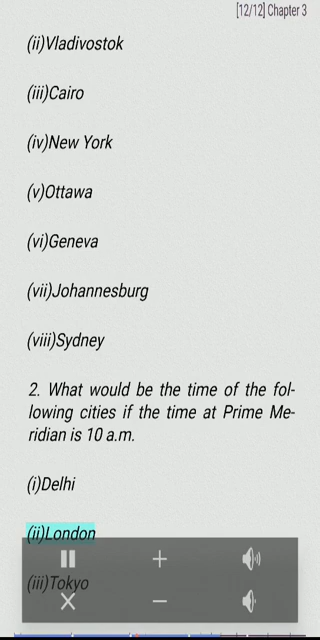 [12/12] Chapter 3
(ii)Vladivostok
(iii)Cairo
(iv)New York
(v)Ottawa
(vi)Geneva
(vii)Johannesburg
(viii)Sydney
2. What would be the time of the fol-
lowing cities if the time at Prime Me-
ridian is 10 a.m.
(i)Delhi
(ii)London
(iii)Tokyo